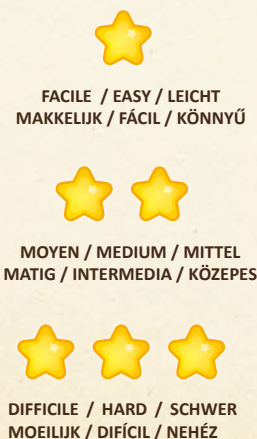 FACILE / EASY / LEICHT
MAKKELIJK / FÁCIL / KÖNNYŰ
MOYEN / MEDIUM / MITTEL
MATIG / INTERMEDIA / KÖZEPES
DIFFICILE / HARD / SCHWER
MOEILIJK / DIFÍCIL / NEHÉZ